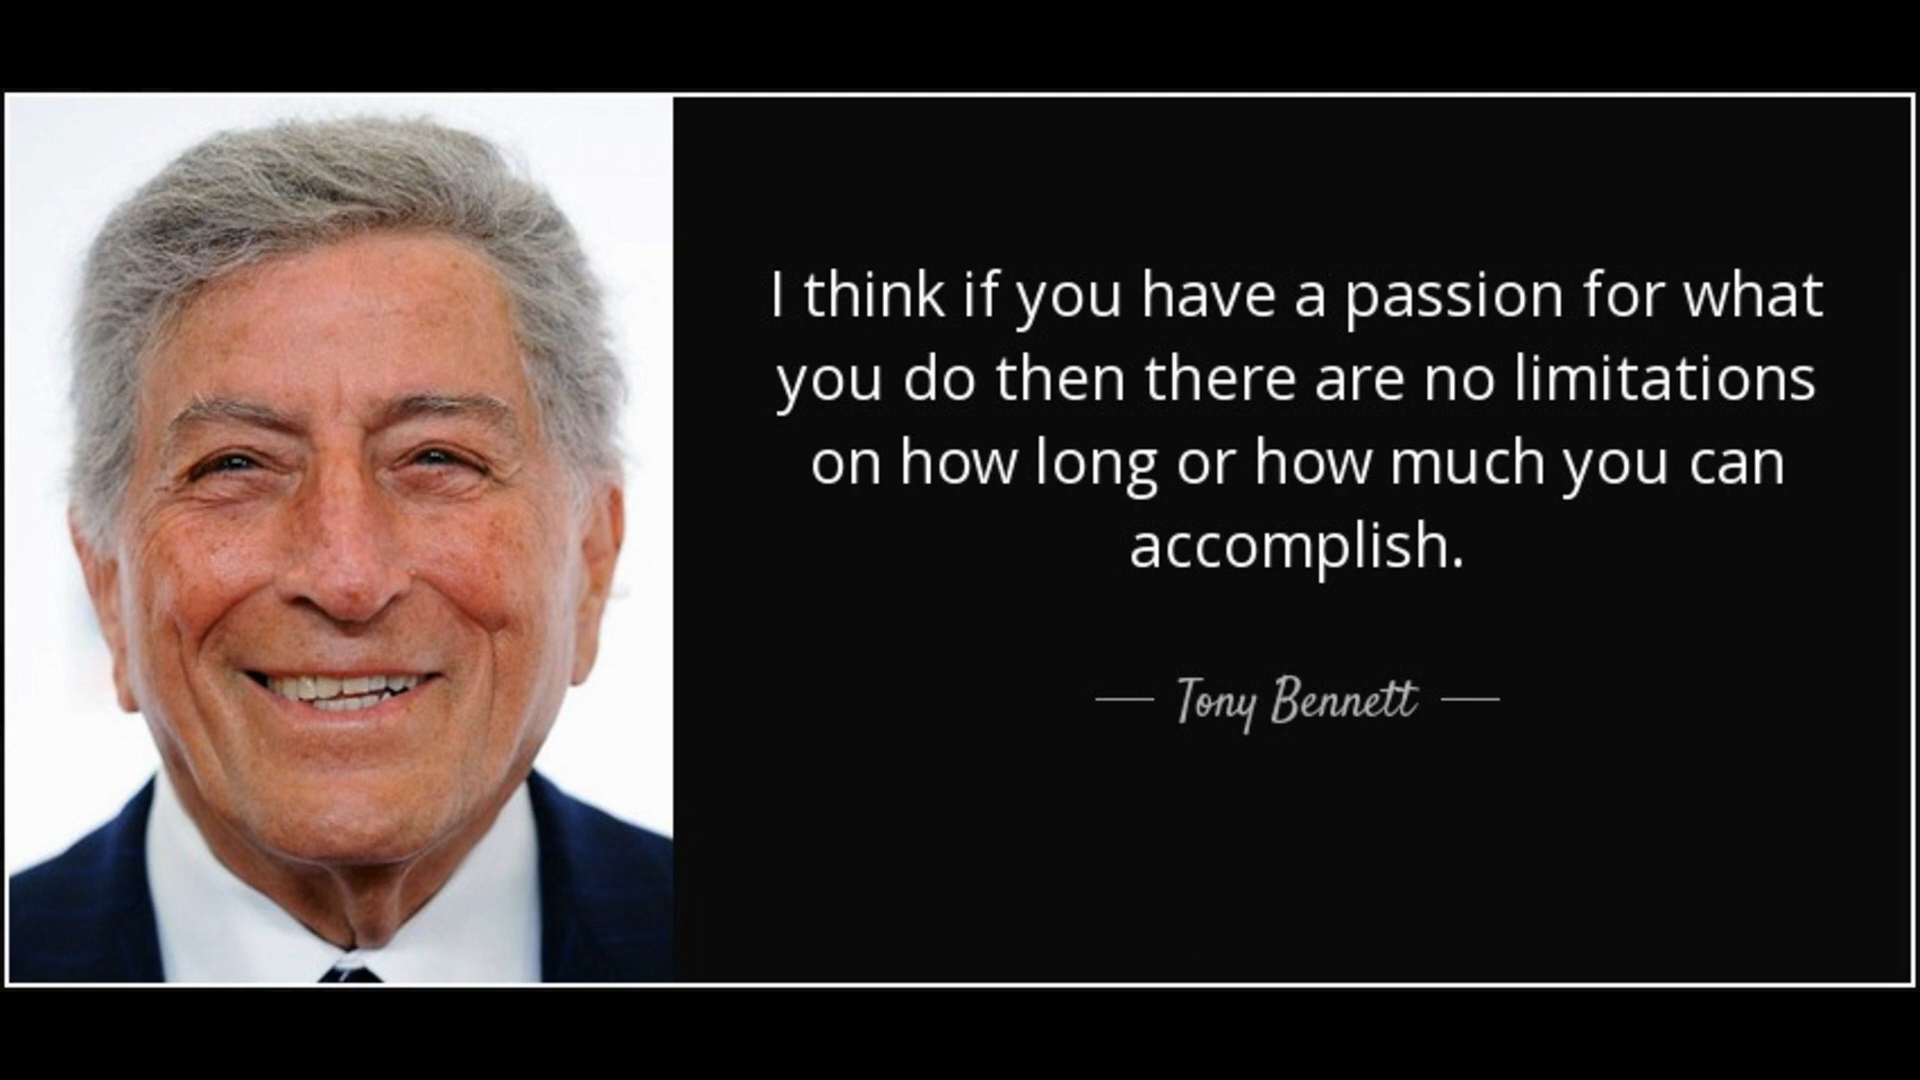 I think if you have a passion for what
you do then there are no limitations
on how long or how much you can
accomplish.
Tony Bennett